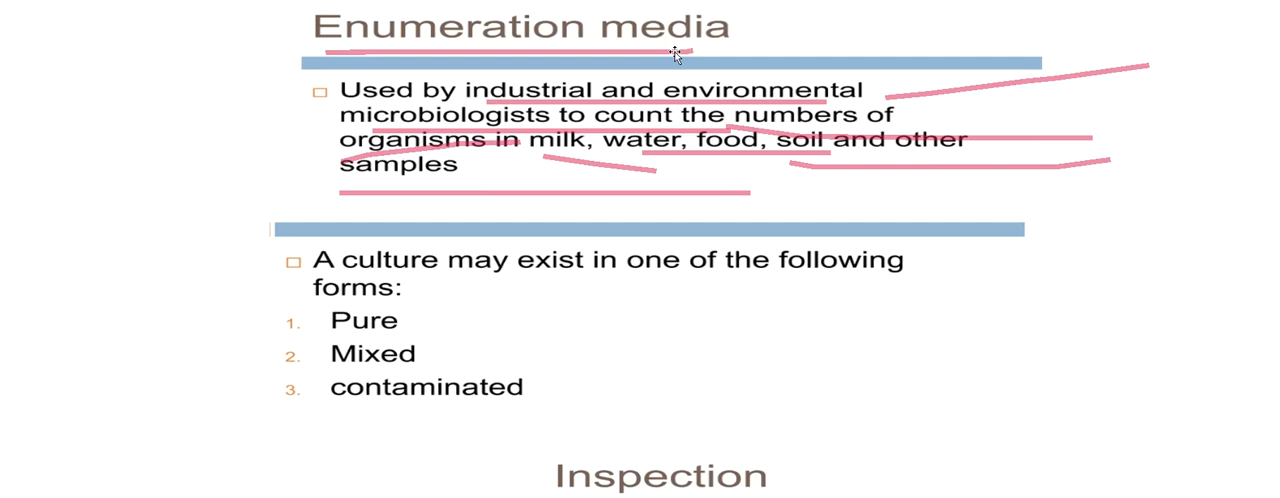 Enumeration media
Used by industrial and environmental
microbiologists to count the numbers of
organisms in milk, water, food, soil and other
samples
A culture may exist in one of the following
forms:
1. Pure
2. Mixed
3. contaminated
Inspection